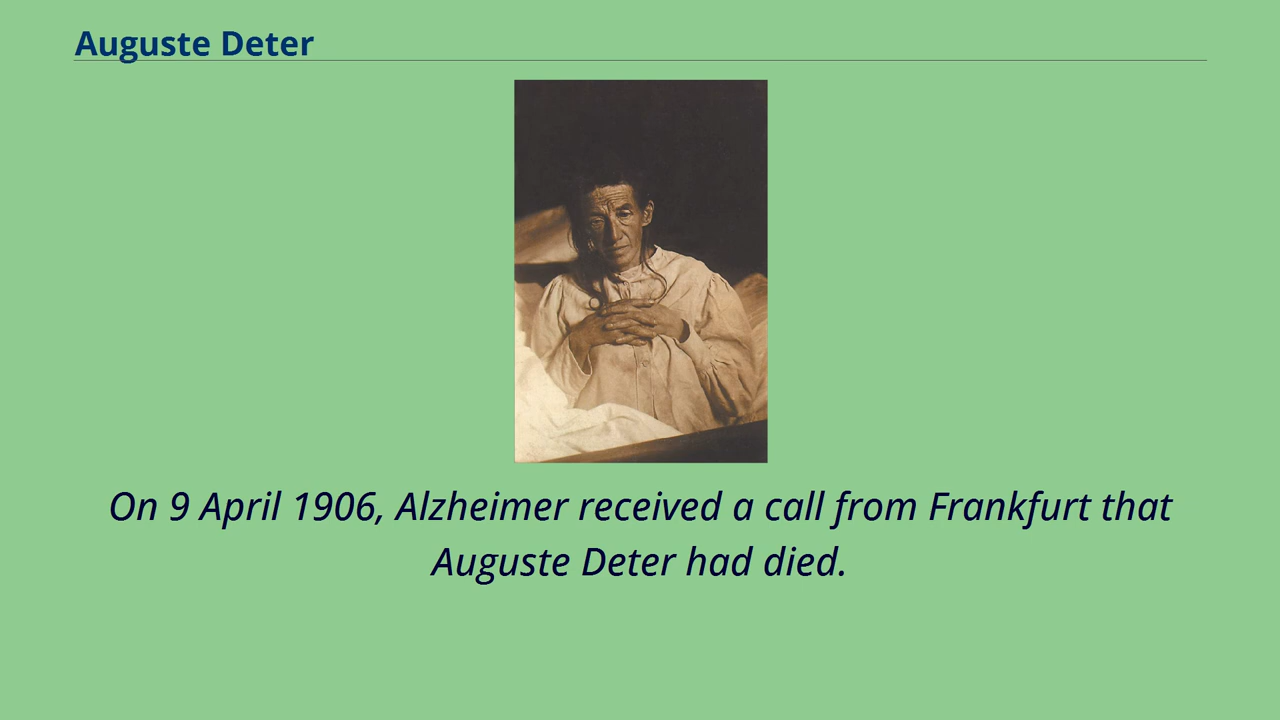 Auguste Deter
On 9 April 1906, Alzheimer received a call from Frankfurt that
Auguste Deter had died.